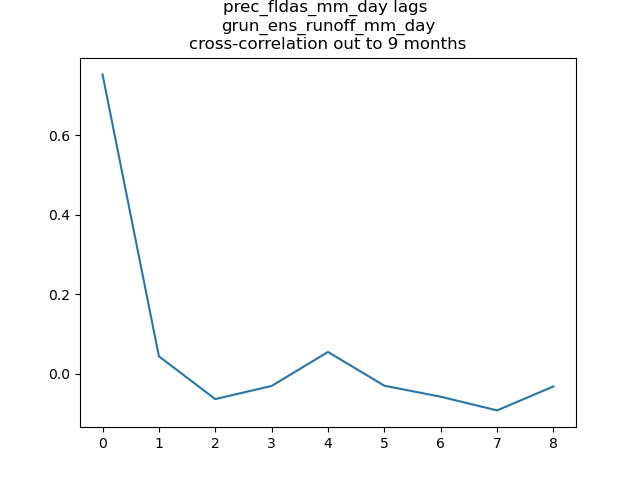 prec_fldas_mm_day lags
grun_ens_runoff_mm_day
cross-correlation out to 9 months
0.6
0.4
0.2
0.0
0 1 2 3 4 5 6 7 8